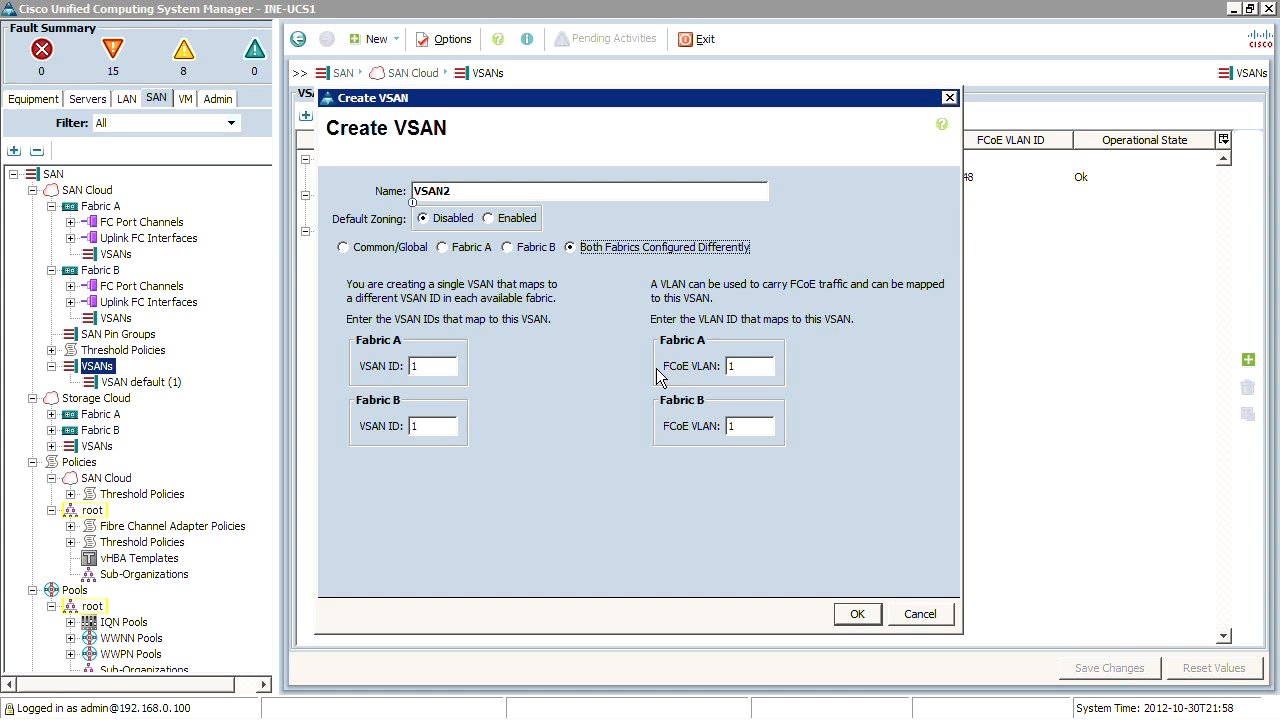 Cisco Unified Computing System Manager - INE-UCS1
Fault Summary
0 15 8 0
New Options Pending Activities Exit
CISCO
>> SAN SAN Cloud VSANs VSANs
Equipment Servers LAN SAN VM Admin
Filter: All
SAN
SAN Cloud
Fabric A
FC Port Channels
Uplink FC Interfaces
VSANs
Fabric B
FC Port Channels
Uplink FC Interfaces
VSANs
SAN Pin Groups
Threshold Policies
VSANs
VSAN default (1)
Storage Cloud
Fabric A
Fabric B
VSANs
Policies
SAN Cloud
Threshold Policies
root
Fibre Channel Adapter Policies
Threshold Policies
vHBA Templates
Sub-Organizations
Pools
root
IQN Pools
WWNN Pools
WWPN Pools
Sub-Organizations
FCoE VLAN ID Operational State
48 Ok
Create VSAN
Create VSAN
Name: VSAN2
Default Zoning: Disabled Enabled
Common/Global Fabric A Fabric B Both Fabrics Configured Differently
You are creating a single VSAN that maps to
a different VSAN ID in each available fabric.
Enter the VSAN IDs that map to this VSAN.
Fabric A
VSAN ID: 1
Fabric B
VSAN ID: 1
A VLAN can be used to carry FCoE traffic and can be mapped
to this VSAN.
Enter the VLAN ID that maps to this VSAN.
Fabric A
FCoE VLAN: 1
Fabric B
FCoE VLAN: 1
OK Cancel
Save Changes Reset Values
Logged in as admin@192.168.0.100
System Time: 2012-10-30T21:58